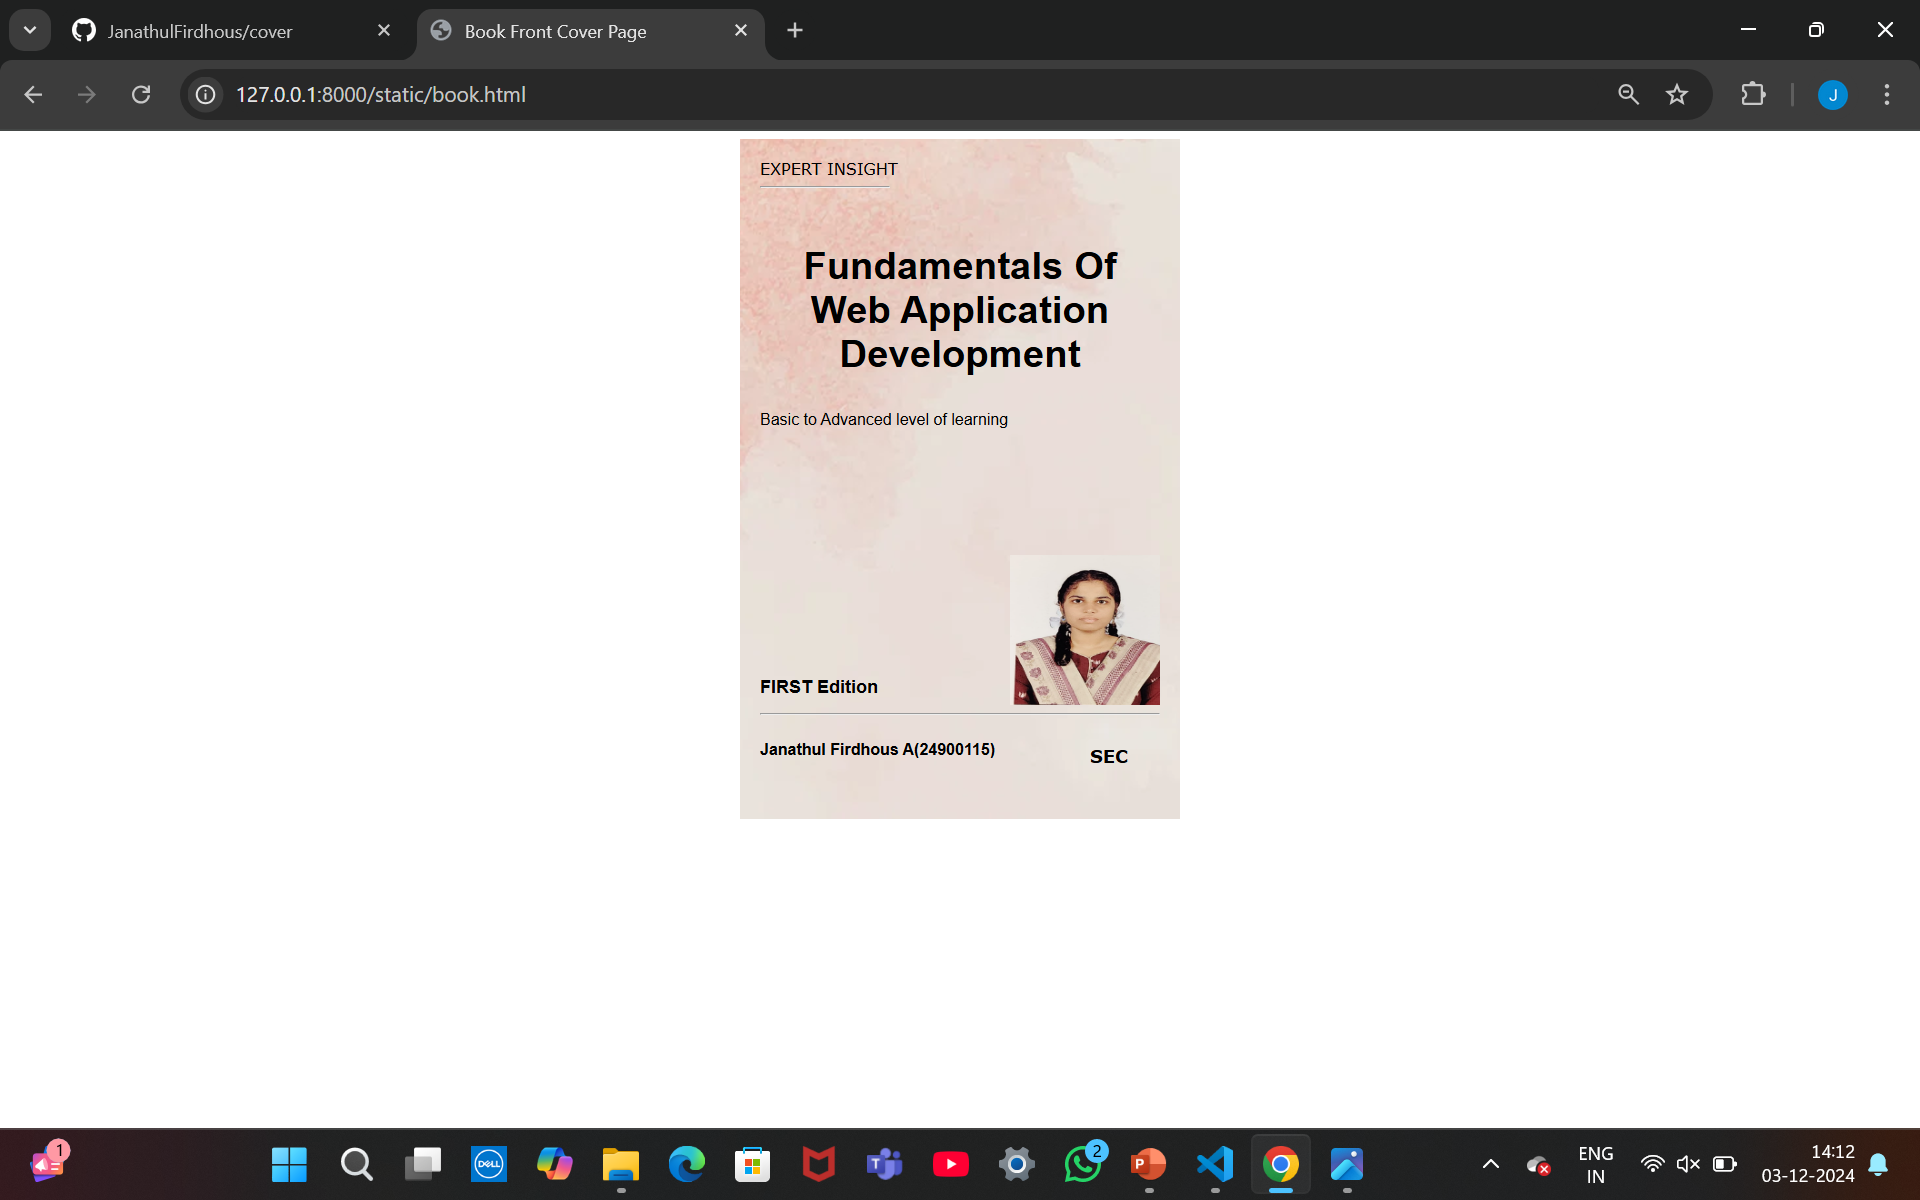 JanathulFirdhous/cover
Book Front Cover Page
127.0.0.1:8000/static/book.html
J
EXPERT INSIGHT
Fundamentals Of
Web Application
Development
Basic to Advanced level of learning
FIRST Edition
Janathul Firdhous A(24900115)
SEC
1
DELL
T
2
P
ENG
IN
14:12
03-12-2024